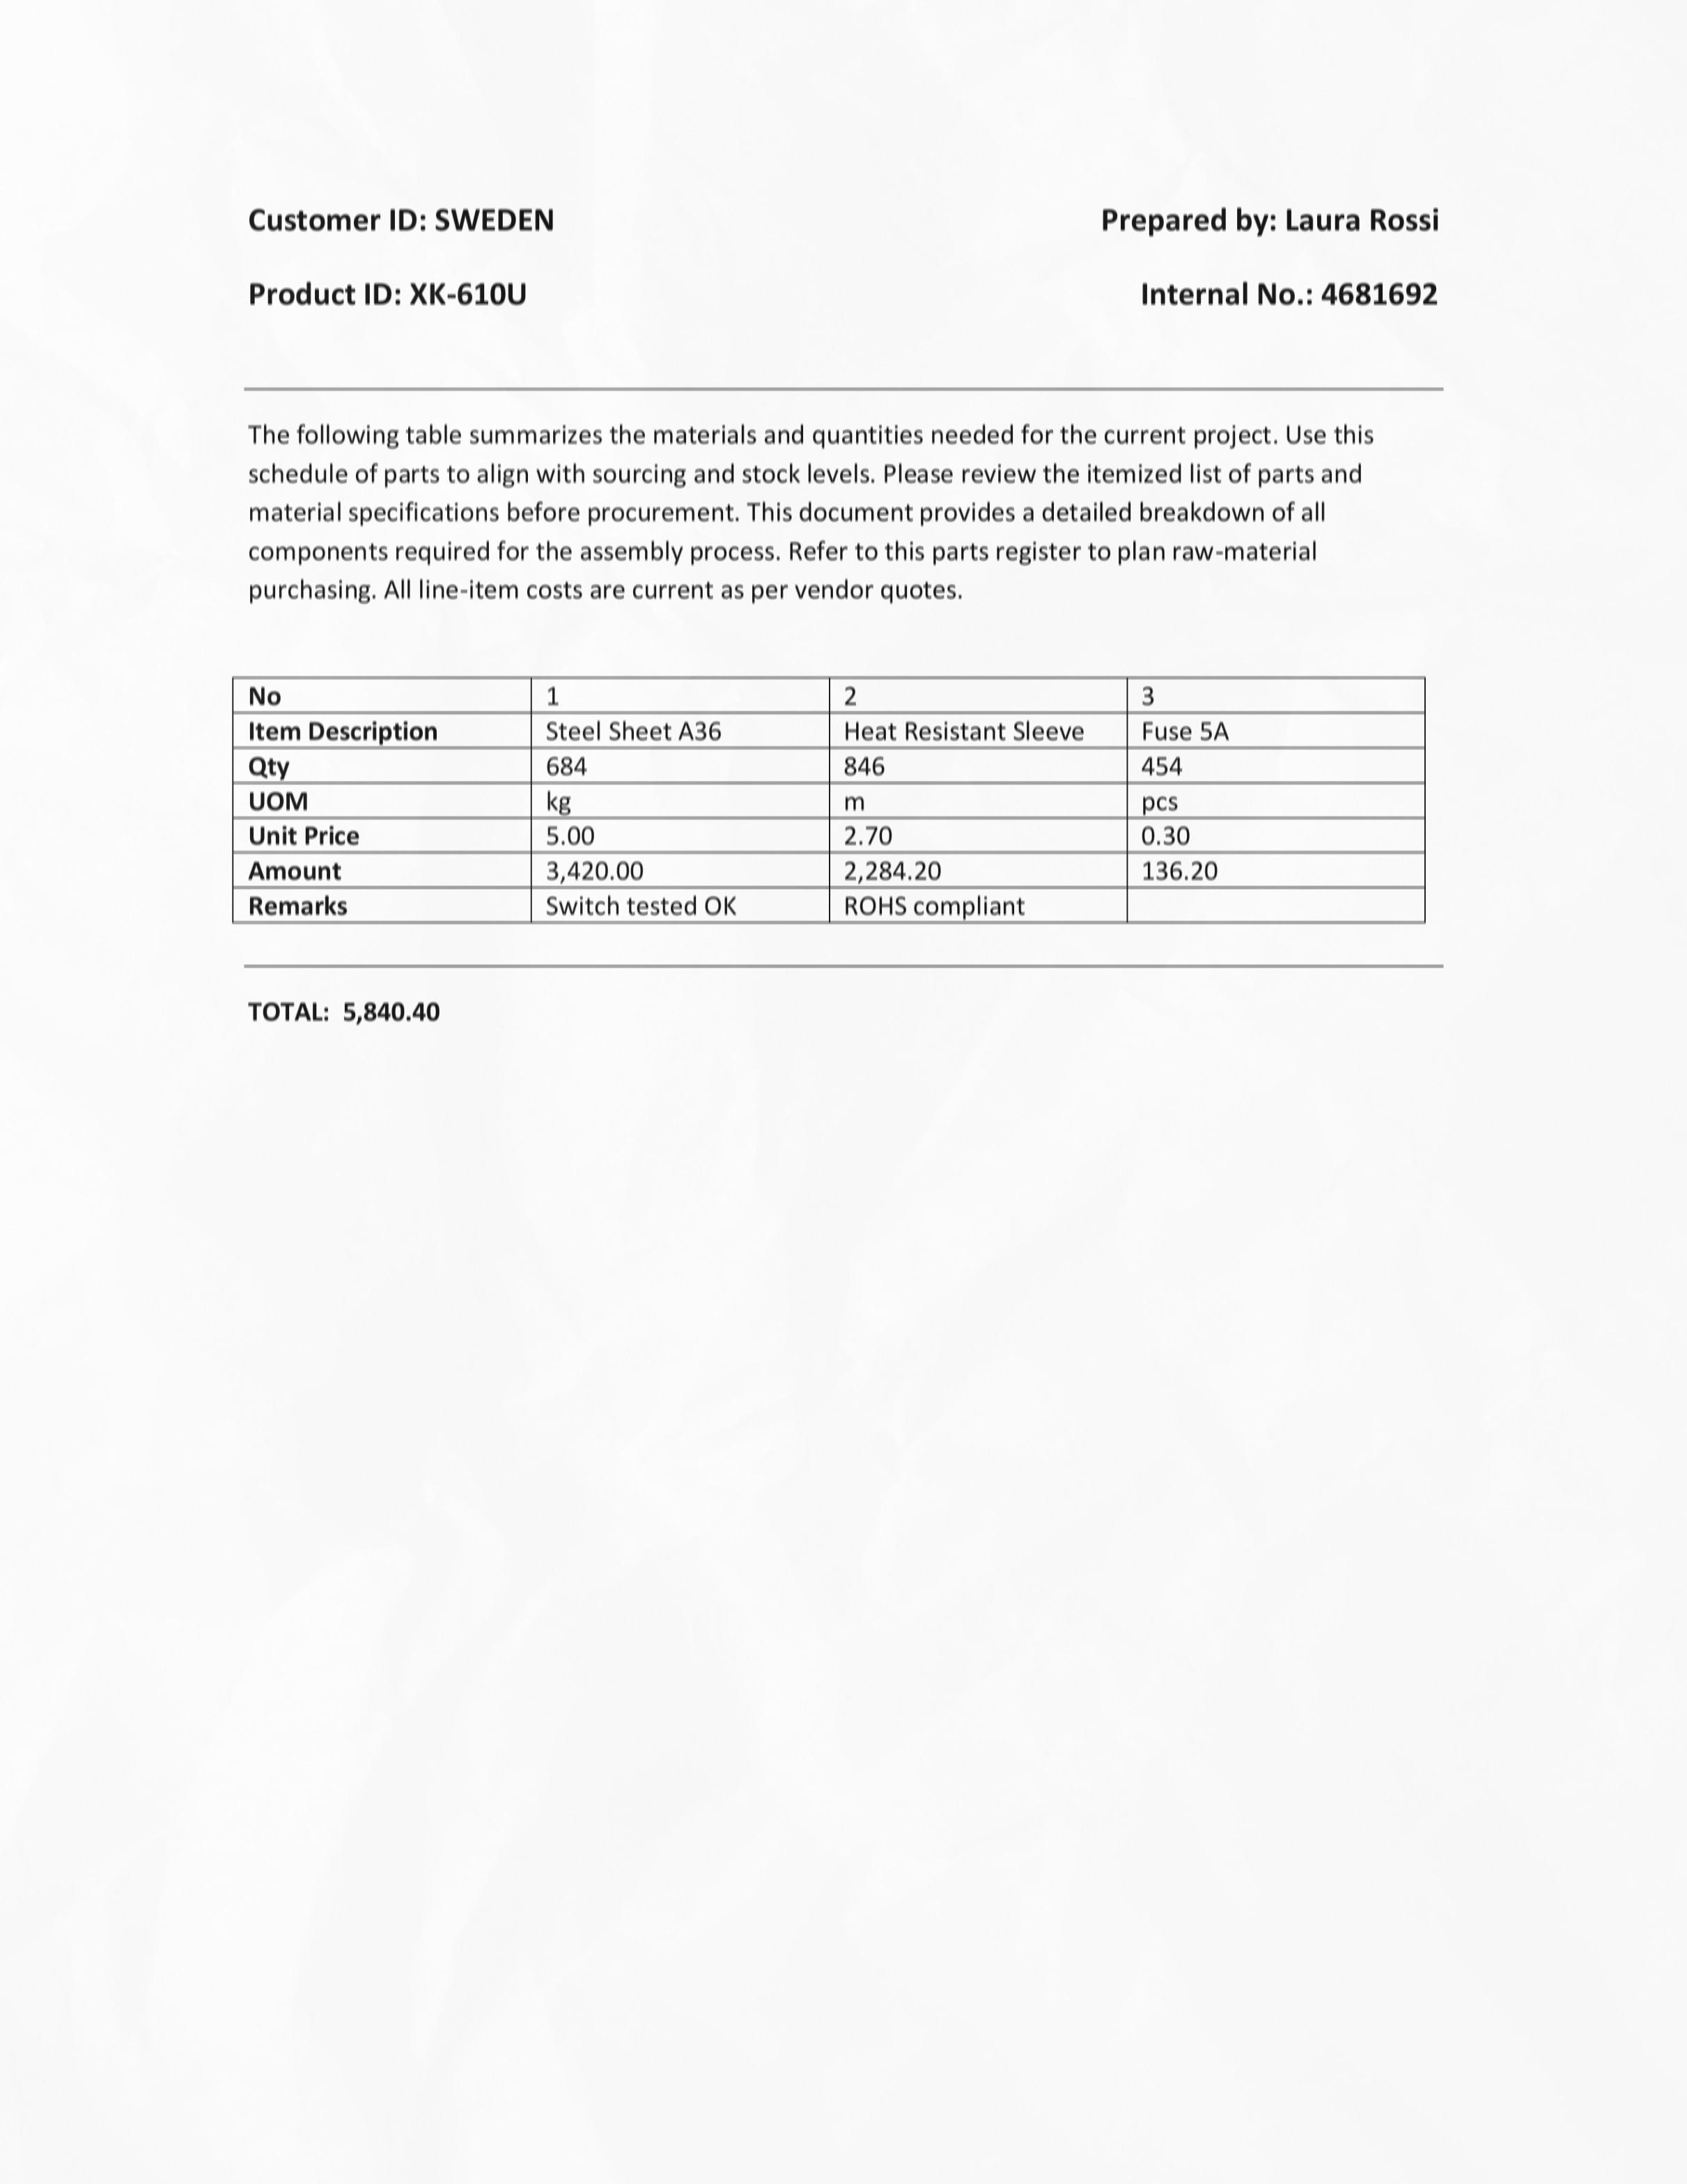 Customer ID: SWEDEN Prepared by: Laura Rossi
Product ID: XK-610U Internal No.: 4681692
The following table summarizes the materials and quantities needed for the current project. Use this
schedule of parts to align with sourcing and stock levels. Please review the itemized list of parts and
material specifications before procurement. This document provides a detailed breakdown of all
components required for the assembly process. Refer to this parts register to plan raw-material
purchasing. All line-item costs are current as per vendor quotes.
No 1 2 3
Item Description Steel Sheet A36 Heat Resistant Sleeve Fuse 5A
Qty 684 846 454
UOM kg m pcs
Unit Price 5.00 2.70 0.30
Amount 3,420.00 2,284.20 136.20
Remarks Switch tested OK ROHS compliant
TOTAL: 5,840.40